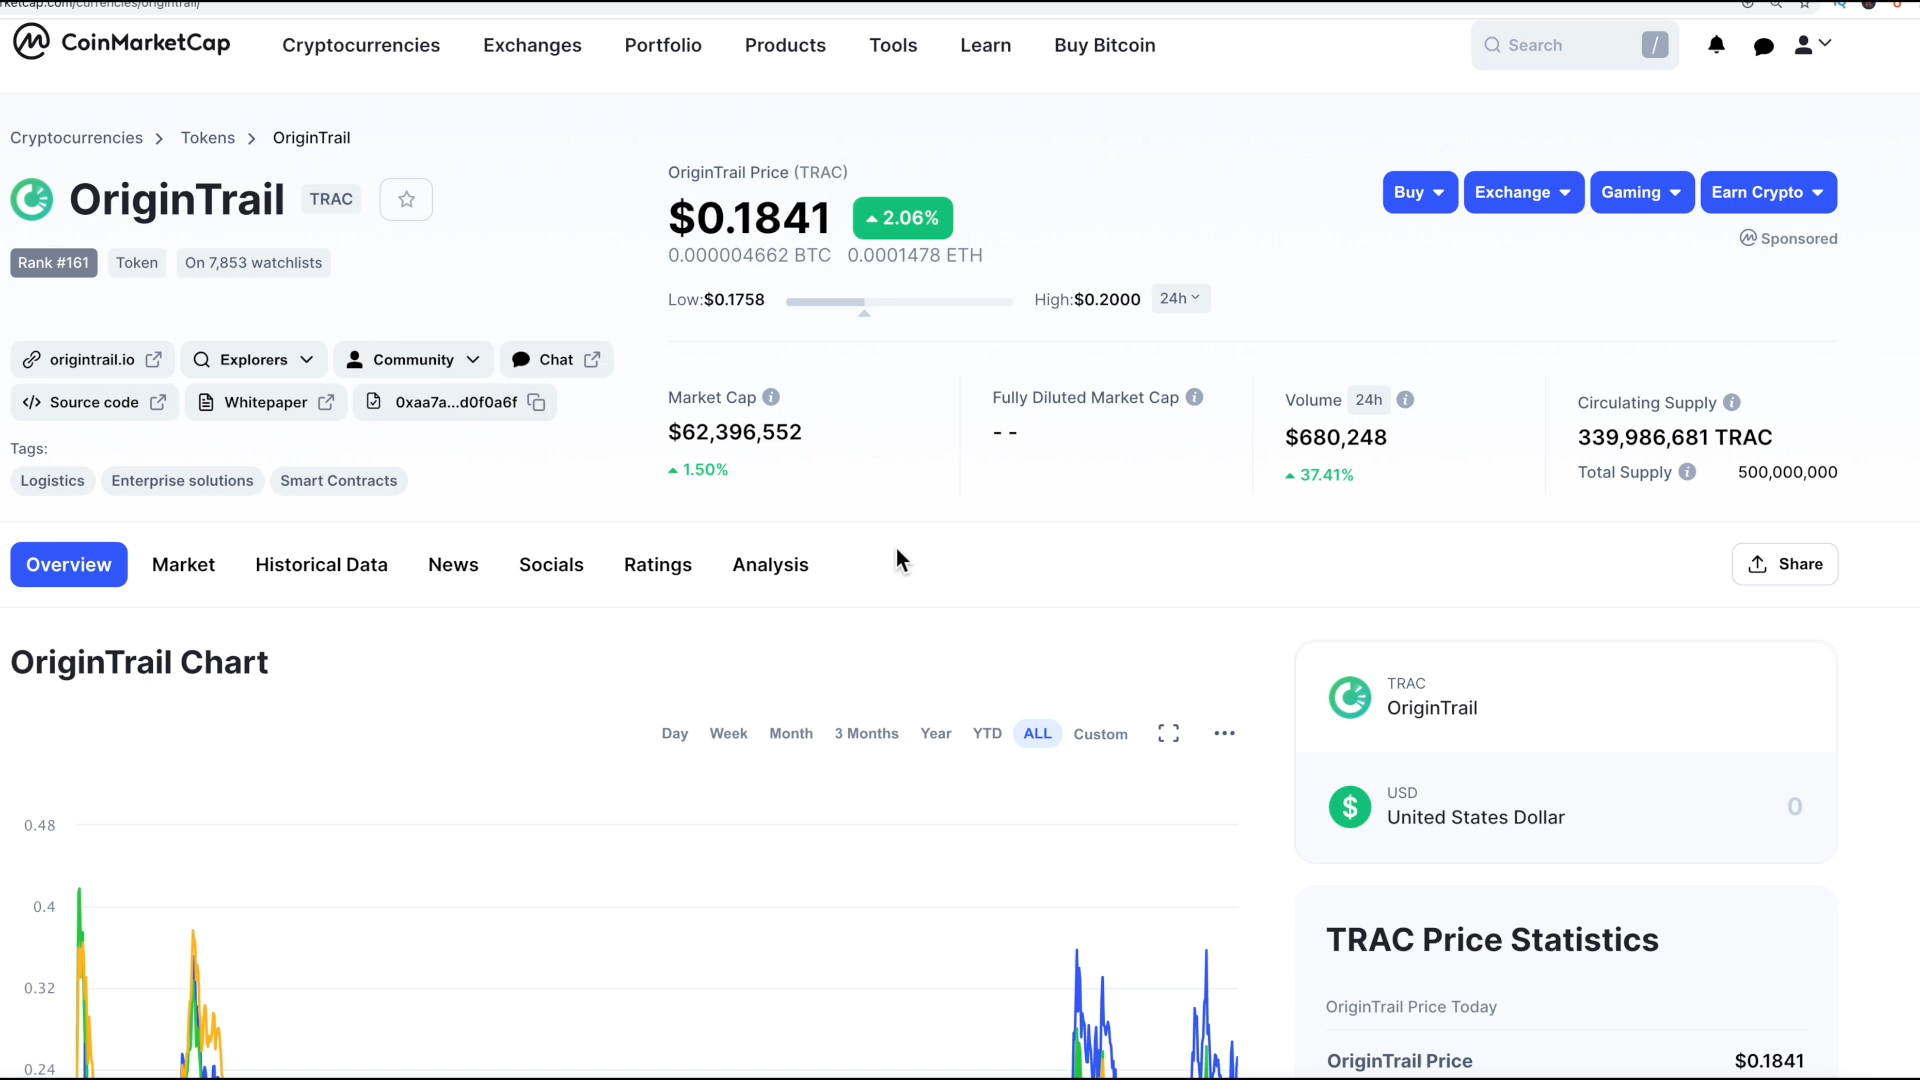 CoinMarketCap Cryptocurrencies Exchanges Portfolio Products Tools Learn Buy Bitcoin Search /
Cryptocurrencies > Tokens > OriginTrail
OriginTrail TRAC
Rank #161 Token On 7,853 watchlists
origintrail.io Explorers Community Chat
Source code Whitepaper 0xaa7a...d0f0a6f
Tags:
Logistics Enterprise solutions Smart Contracts
OriginTrail Price (TRAC)
$0.1841 2.06%
0.000004662 BTC 0.0001478 ETH
Low:$0.1758 High:$0.2000 24h
Buy Exchange Gaming Earn Crypto
Sponsored
Market Cap
$62,396,552
1.50%
Fully Diluted Market Cap
- -
Volume 24h
$680,248
37.41%
Circulating Supply
339,986,681 TRAC
Total Supply 500,000,000
Overview Market Historical Data News Socials Ratings Analysis Share
OriginTrail Chart
Day Week Month 3 Months Year YTD ALL Custom
0.48
0.4
0.32
0.24
TRAC
OriginTrail
USD
United States Dollar 0
TRAC Price Statistics
OriginTrail Price Today
OriginTrail Price $0.1841